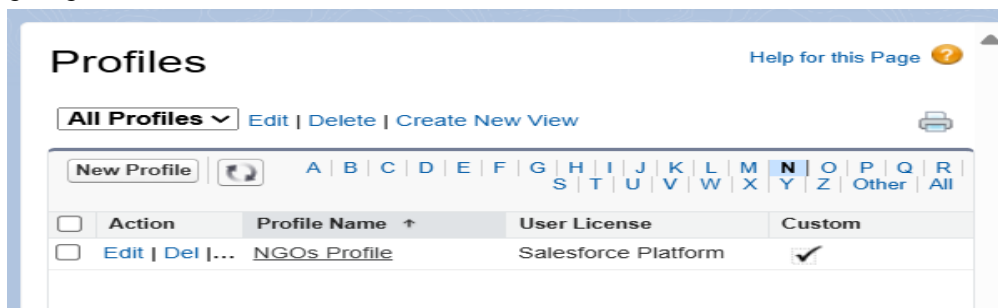 Profiles
Help for this Page
All Profiles Edit | Delete | Create New View
New Profile A | B | C | D | E | F | G | H | I | J | K | L | M | N | O | P | Q | R |
S | T | U | V | W | X | Y | Z | Other | All
Action Profile Name ↑ User License Custom
Edit | Del |... NGOs Profile Salesforce Platform ✓